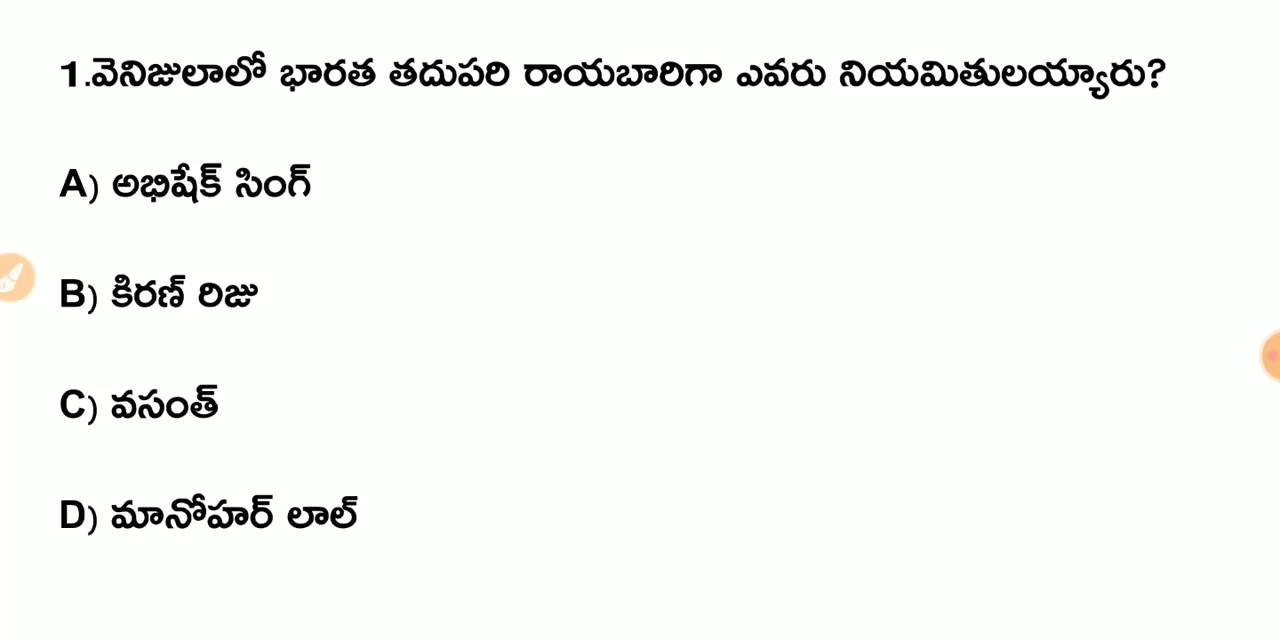 1.వెనిజులాలో భారత తదుపరి రాయబారిగా ఎవరు నియమితులయ్యారు?
A) అభిషేక్ సింగ్
B) కిరణ్ రిజు
C) వసంత్
D) మానోహర్ లాల్